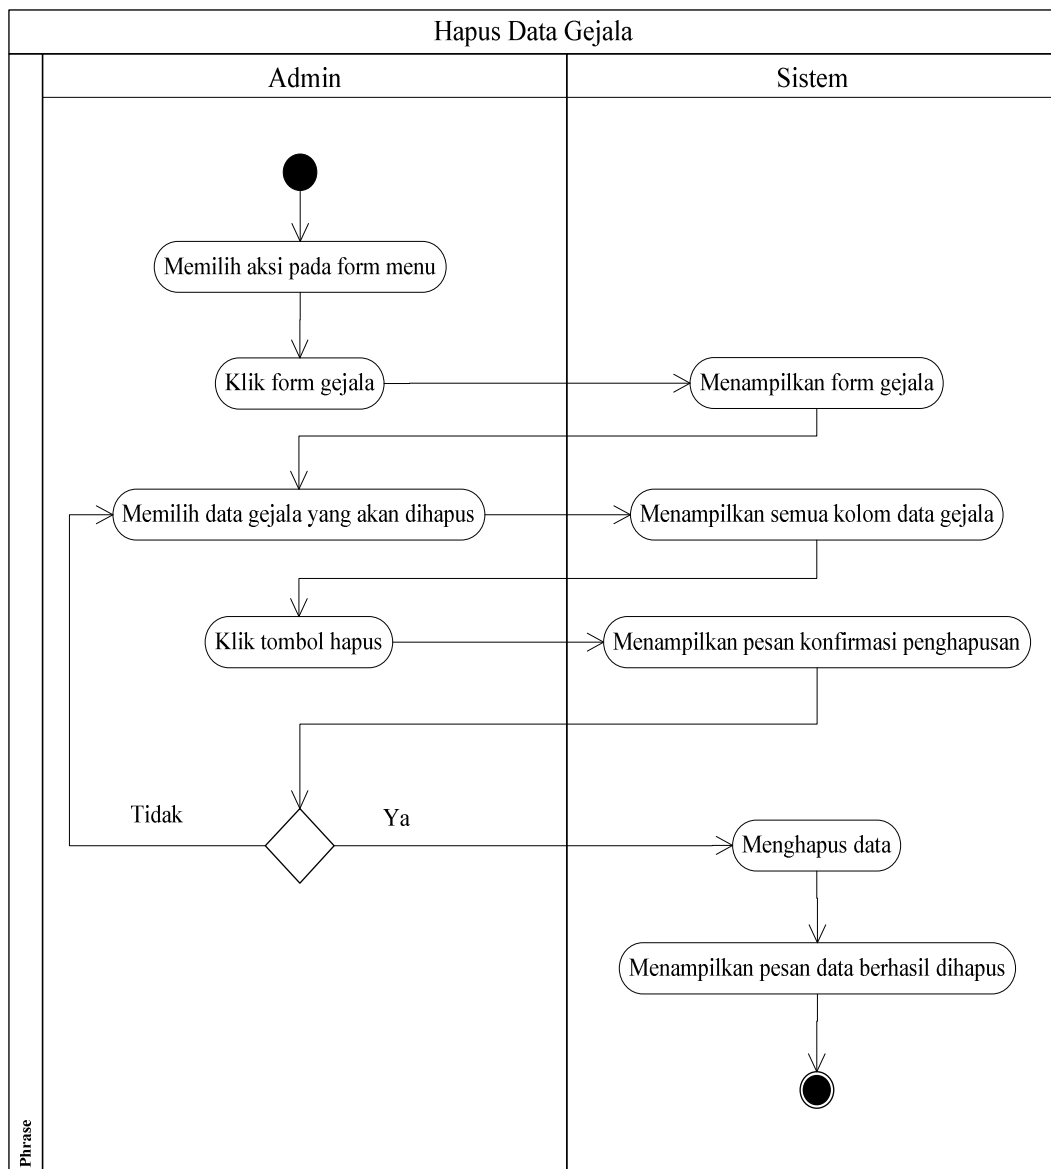 Hapus Data Gejala
Admin
Sistem
Memilih aksi pada form menu
Klik form gejala
Menampilkan form gejala
Memilih data gejala yang akan dihapus
Menampilkan semua kolom data gejala
Klik tombol hapus
Menampilkan pesan konfirmasi penghapusan
Tidak
Ya
Menghapus data
Menampilkan pesan data berhasil dihapus
Phrase